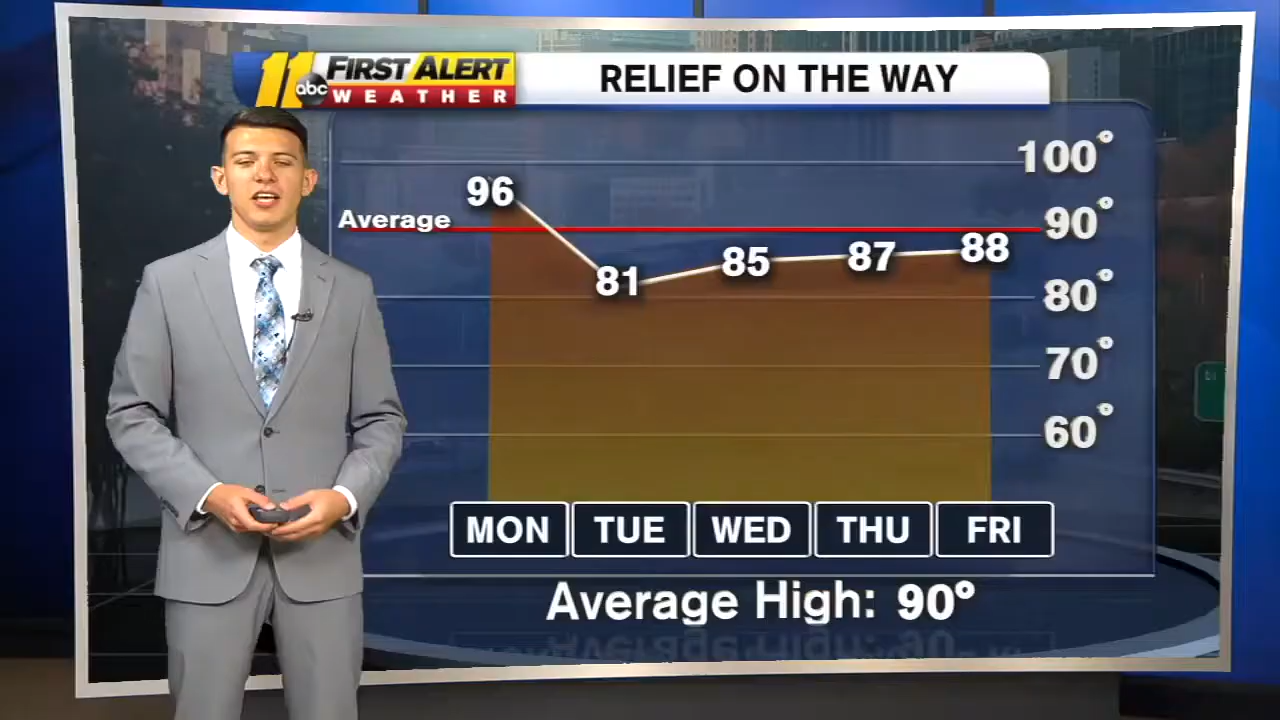 11 abc FIRST ALERT WEATHER
RELIEF ON THE WAY
100°
96
Average
90°
81
85
87
88
80°
70°
60°
MON TUE WED THU FRI
Average High: 90°